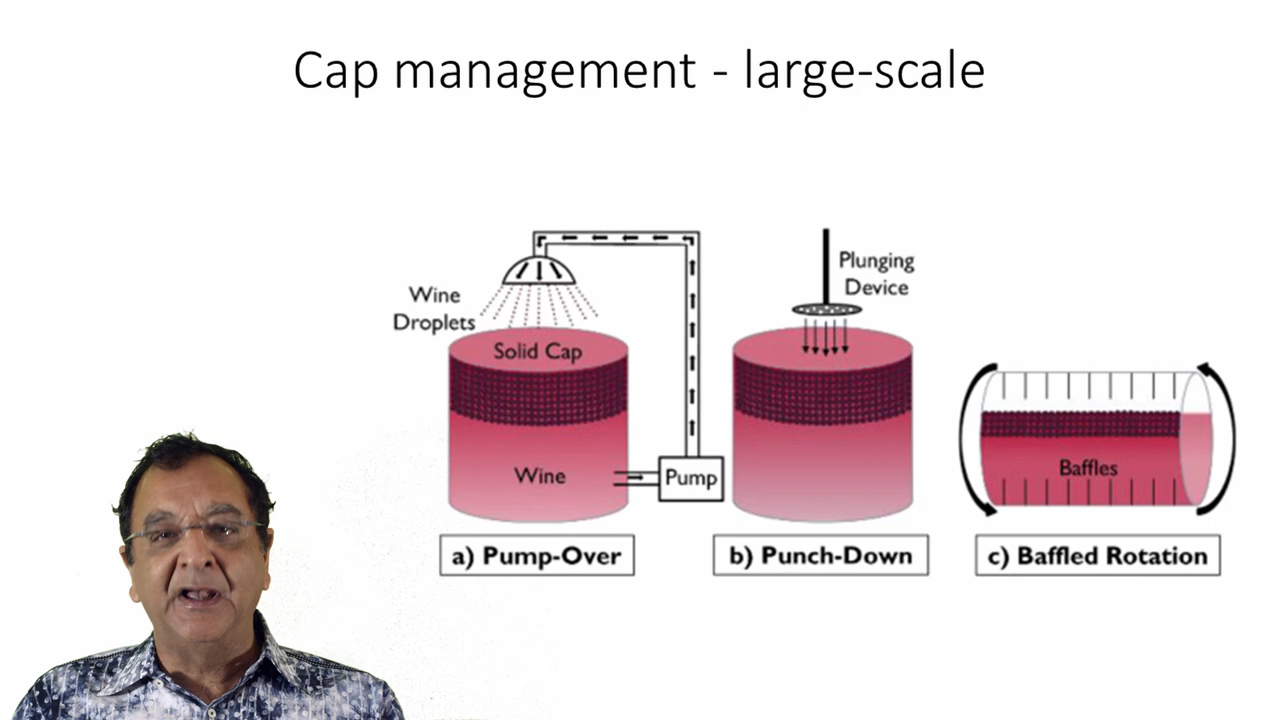 Cap management - large-scale
Wine
Droplets
Solid Cap
Wine
Pump
a) Pump-Over
Plunging
Device
b) Punch-Down
Baffles
c) Baffled Rotation